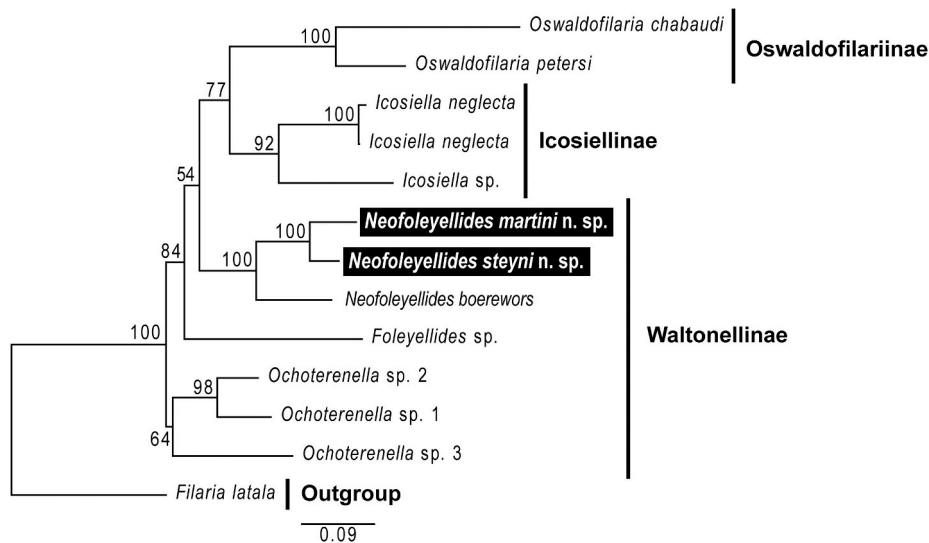 Oswaldofilaria chabaudi
100
Oswaldofilariinae
Oswaldofilaria petersi
77
Icosiella neglecta
100
Icosiella neglecta
Icosiellinae
92
Icosiella sp.
54
Neofoleyellides martini n. sp.
100
Neofoleyellides steyni n. sp.
100
84
Neofoleyellides boerewors
Foleyellides sp.
Waltonellinae
100
Ochoterenella sp. 2
98
Ochoterenella sp. 1
64
Ochoterenella sp. 3
Filaria latala
Outgroup
0.09